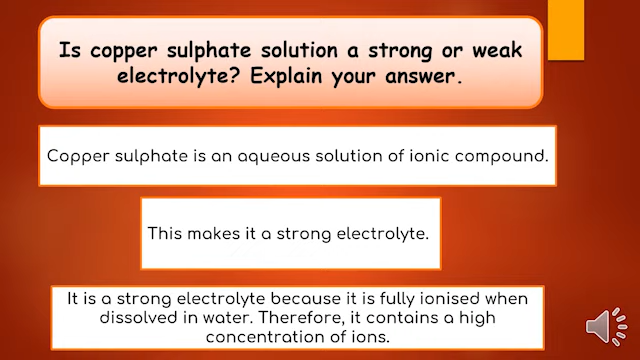 Is copper sulphate solution a strong or weak
electrolyte? Explain your answer.
Copper sulphate is an aqueous solution of ionic compound.
This makes it a strong electrolyte.
It is a strong electrolyte because it is fully ionised when
dissolved in water. Therefore, it contains a high
concentration of ions.